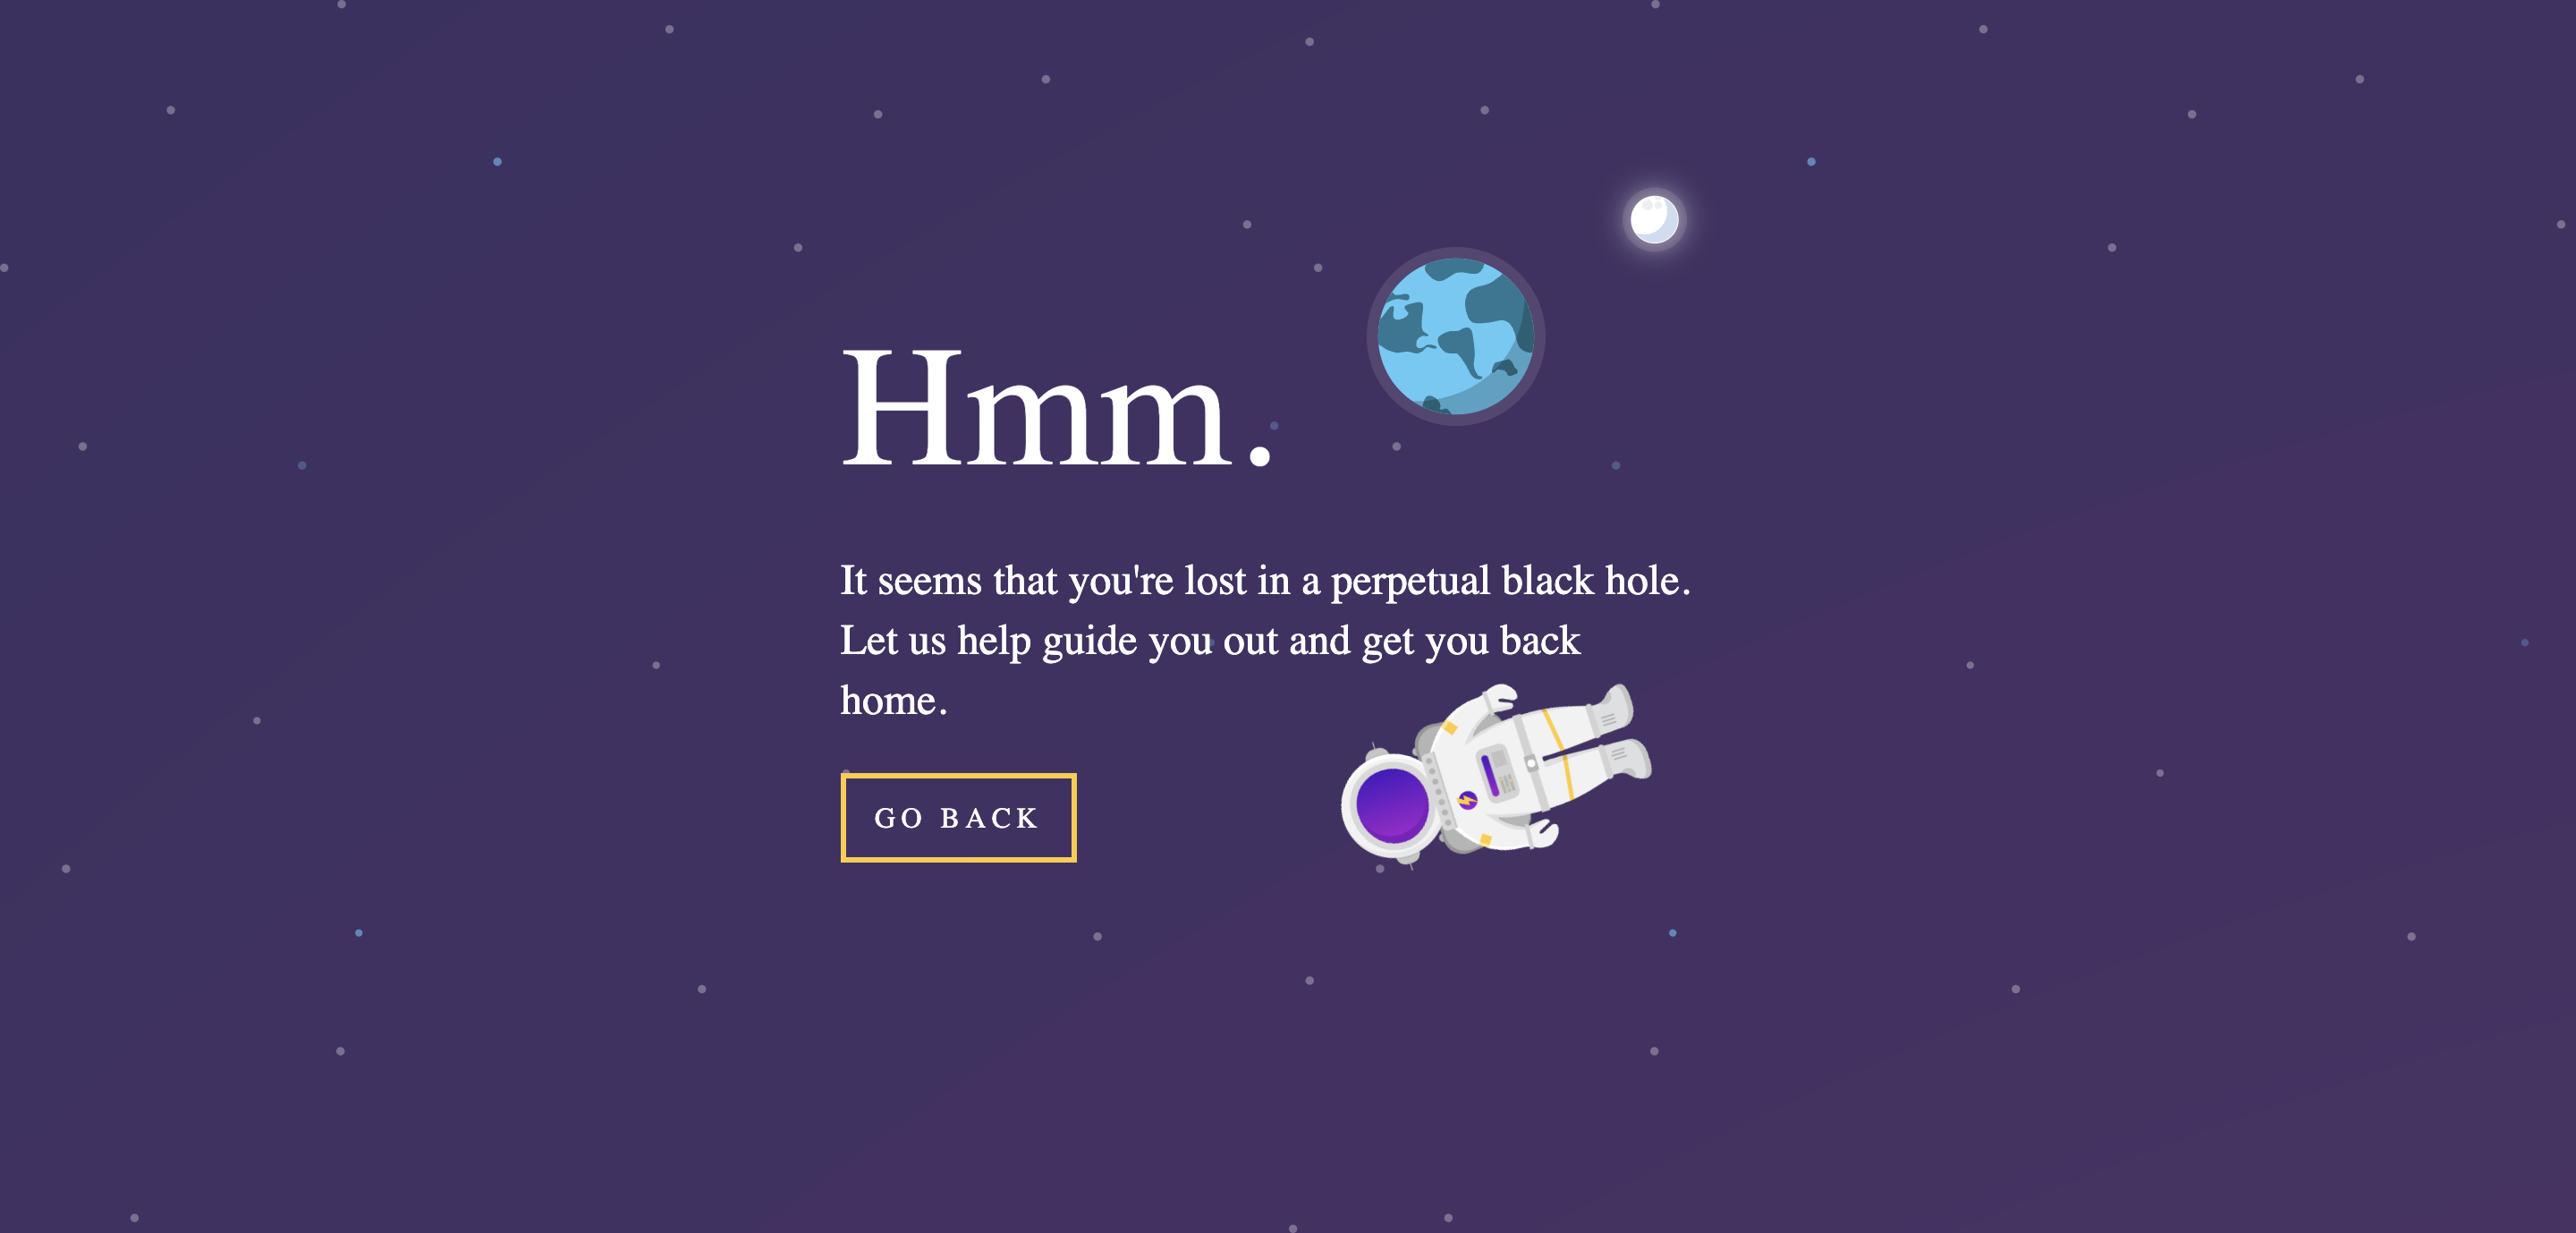 Hmm.
It seems that you're lost in a perpetual black hole.
Let us help guide you out and get you back
home.
GO BACK